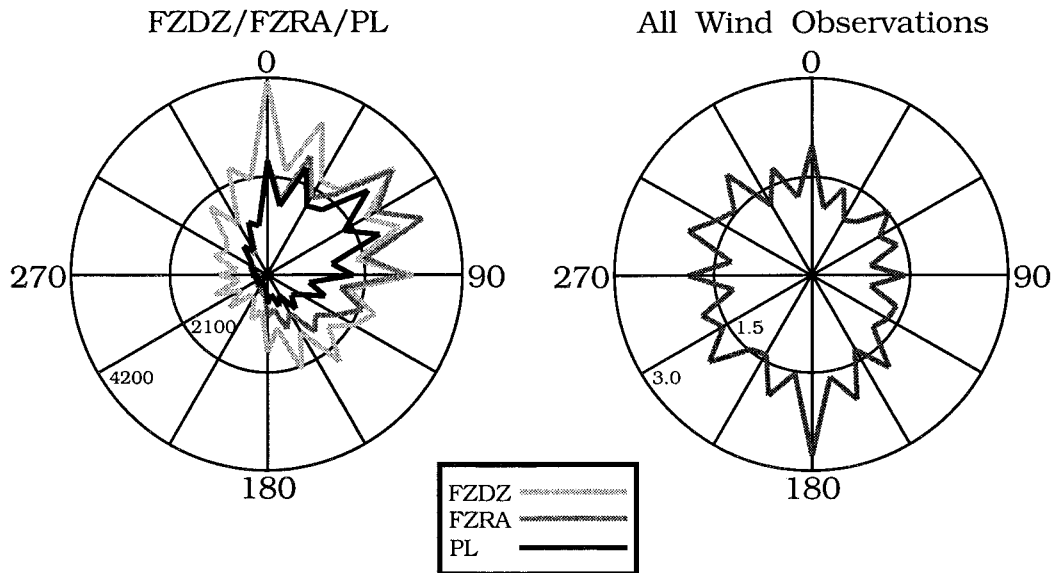 FZDZ/FZRA/PL
0
270
90
2100
4200
180
All Wind Observations
0
270
90
1.5
3.0
180
FZDZ
FZRA
PL